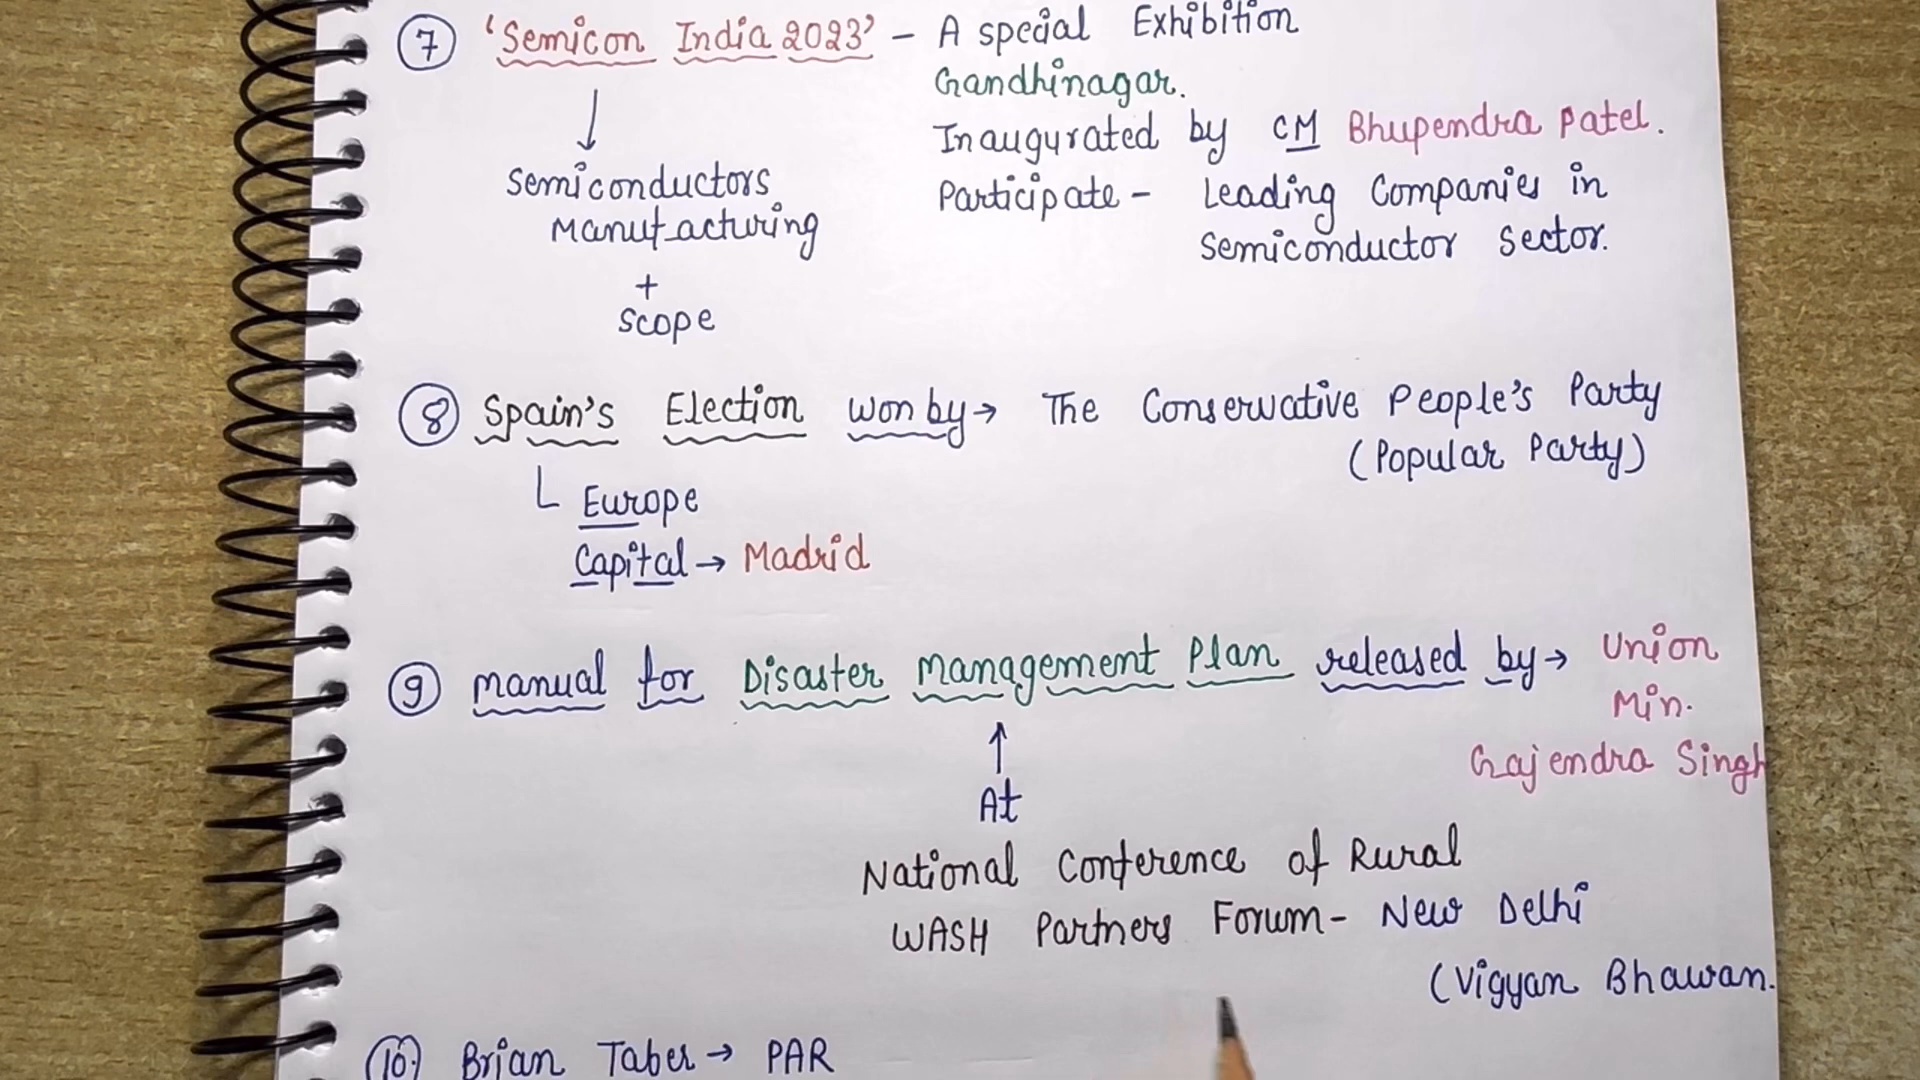 7 'Semicon India 2023' - A special Exhibition
Gandhinagar.
Inaugurated by CM Bhupendra Patel.
Participate - Leading Companies in
Semiconductor Sector.
↓
Semiconductors
Manufacturing
+
Scope
8 Spain's Election won by → The Conservative People's Party
(Popular Party)
Europe
Capital → Madrid
9 Manual for Disaster Management Plan released by → Union
Min.
Gajendra Singh
↑
At
National Conference of Rural
WASH Partners Forum - New Delhi
(Vigyan Bhawan.
10. Brian Taber → PAR